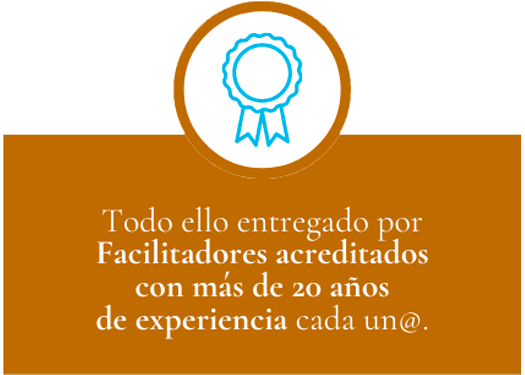 Todo ello entregado por
Facilitadores acreditados
con más de 20 años
de experiencia cada un@.